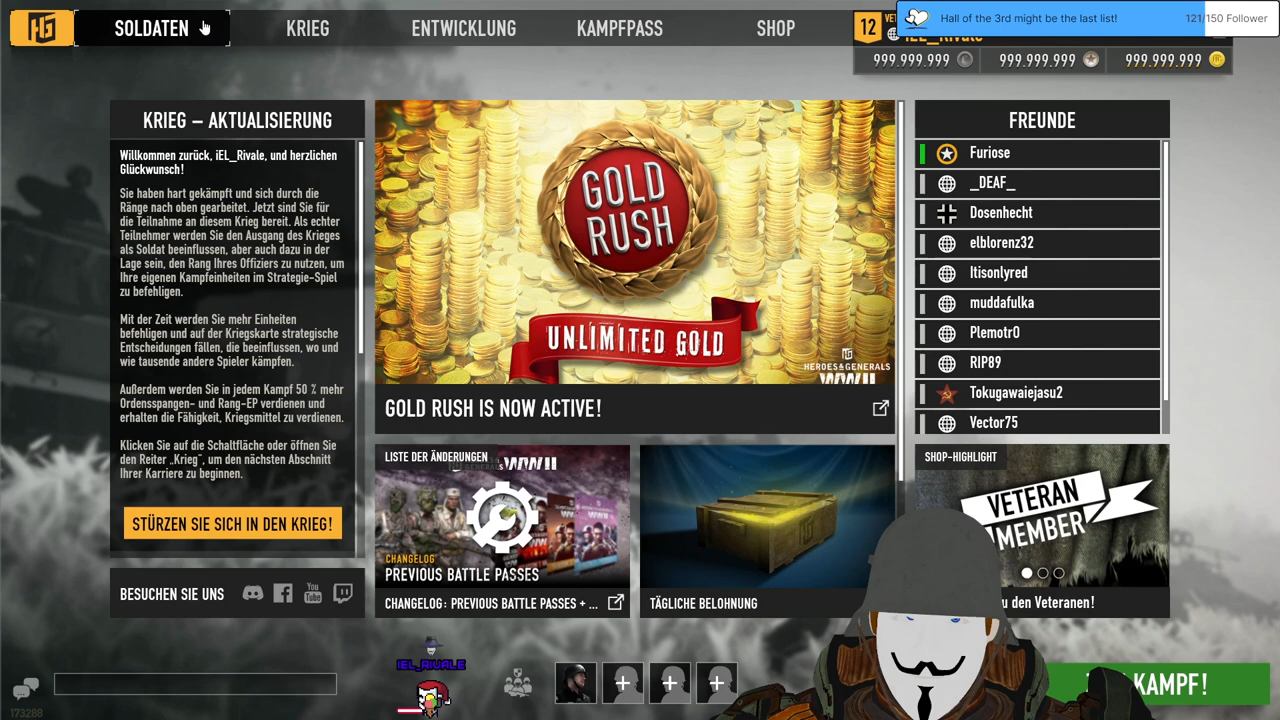 SOLDATEN
KRIEG
ENTWICKLUNG
KAMPFPASS
SHOP
12
Hall of the 3rd might be the last list!
121/150 Follower
999.999.999
999.999.999
999.999.999
KRIEG – AKTUALISIERUNG
Willkommen zurück, iEL_Rivale, und herzlichen
Glückwunsch!
Sie haben hart gekämpft und sich durch die
Ränge nach oben gearbeitet. Jetzt sind Sie für
die Teilnahme an diesem Krieg bereit. Als echter
Teilnehmer werden Sie den Ausgang des Krieges
als Soldat beeinflussen, aber auch dazu in der
Lage sein, den Rang Ihres Offiziers zu nutzen, um
Ihre eigenen Kampfeinheiten im Strategie-Spiel
zu befehligen.
Mit der Zeit werden Sie mehr Einheiten
befehligen und auf der Kriegskarte strategische
Entscheidungen fällen, die beeinflussen, wo und
wie tausende andere Spieler kämpfen.
Außerdem werden Sie in jedem Kampf 50 % mehr
Ordensspangen- und Rang-EP verdienen und
erhalten die Fähigkeit, Kriegsmittel zu verdienen.
Klicken Sie auf die Schaltfläche oder öffnen Sie
den Reiter „Krieg", um den nächsten Abschnitt
Ihrer Karriere zu beginnen.
STÜRZEN SIE SICH IN DEN KRIEG!
BESUCHEN SIE UNS
You
Tube
GOLD
RUSH
UNLIMITED GOLD
HEROES & GENERALS
WWII
GOLD RUSH IS NOW ACTIVE!
LISTE DER ÄNDERUNGEN
WWII
CHANGELOG
PREVIOUS BATTLE PASSES
CHANGELOG: PREVIOUS BATTLE PASSES + ...
TÄGLICHE BELOHNUNG
FREUNDE
Furiose
_DEAF_
Dosenhecht
elblorenz32
Itisonlyred
muddafulka
Plemotr0
RIP89
Tokugawaiejasu2
Vector75
SHOP-HIGHLIGHT
VETERAN
MEMBER
u den Veteranen!
IEL_RIVALE
KAMPF!
173288